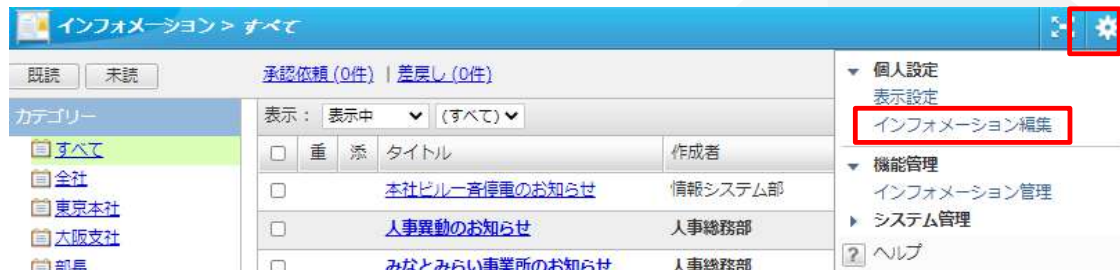 インフォメーション > すべて
既読 未読 承認依頼 (0件) | 差戻し (0件)
カテゴリー
すべて
全社
東京本社
大阪支社
部長
表示: 表示中 (すべて)
重 添 タイトル 作成者
本社ビル一斉停電のお知らせ 情報システム部
人事異動のお知らせ 人事総務部
みなとみらい事業所のお知らせ 人事総務部
個人設定
表示設定
インフォメーション編集
機能管理
インフォメーション管理
システム管理
? ヘルプ